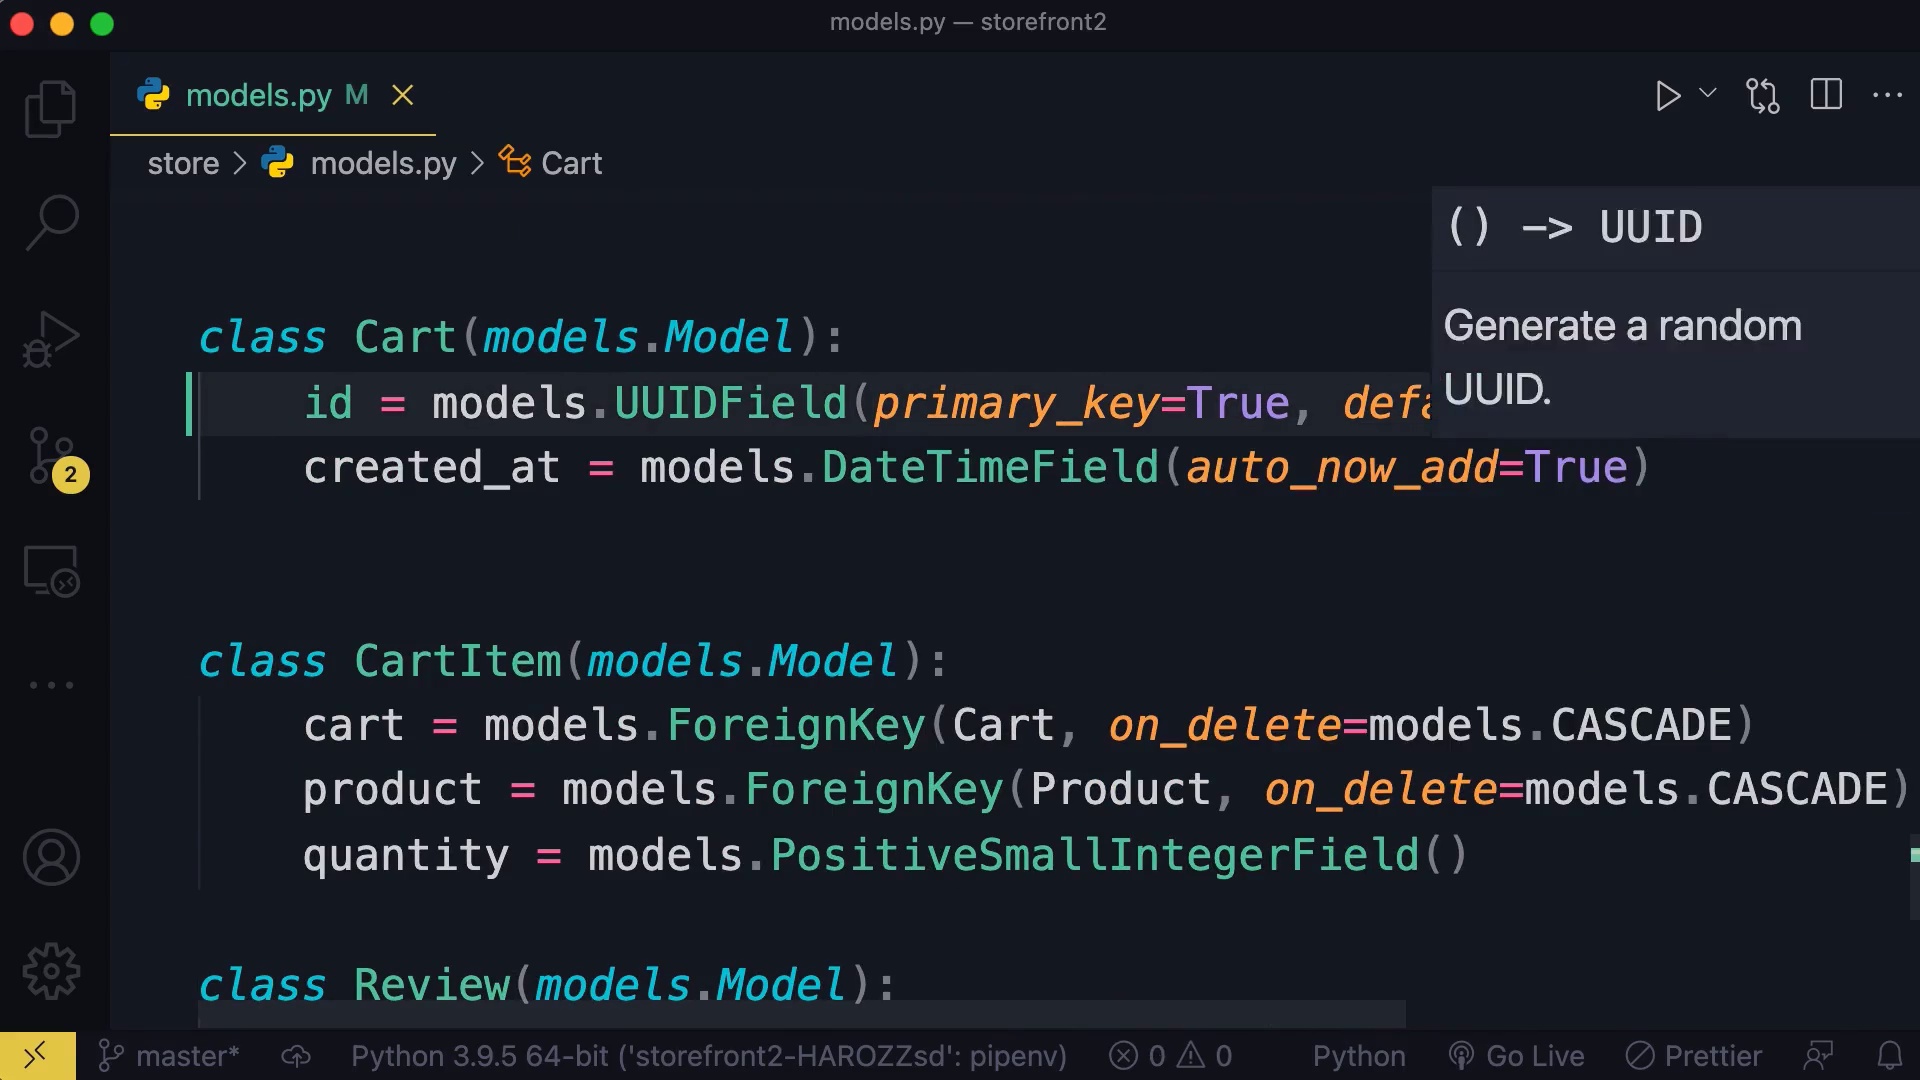 models.py — storefront2
models.py M
store > models.py > Cart
() -> UUID
Generate a random
UUID.
class Cart(models.Model):
id = models.UUIDField(primary_key=True, defa
created_at = models.DateTimeField(auto_now_add=True)
class CartItem(models.Model):
cart = models.ForeignKey(Cart, on_delete=models.CASCADE)
product = models.ForeignKey(Product, on_delete=models.CASCADE)
quantity = models.PositiveSmallIntegerField()
class Review(models.Model):
2
master* Python 3.9.5 64-bit ('storefront2-HAROZZsd': pipenv) 0 0 Python Go Live Prettier